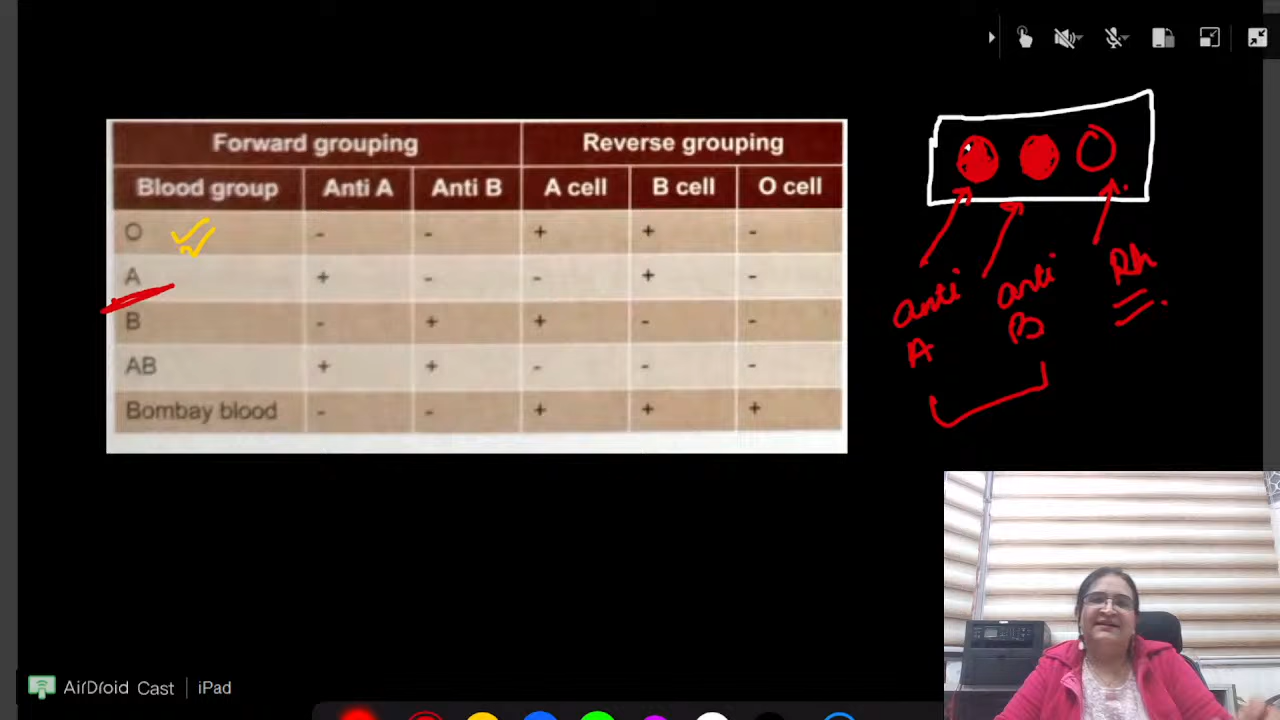 Forward grouping Reverse grouping
Blood group Anti A Anti B A cell B cell O cell
O - - + + -
A + - - + -
B - + + - -
AB + + - - -
Bombay blood - - + + +
anti A
anti B
Rh
AirDroid Cast iPad